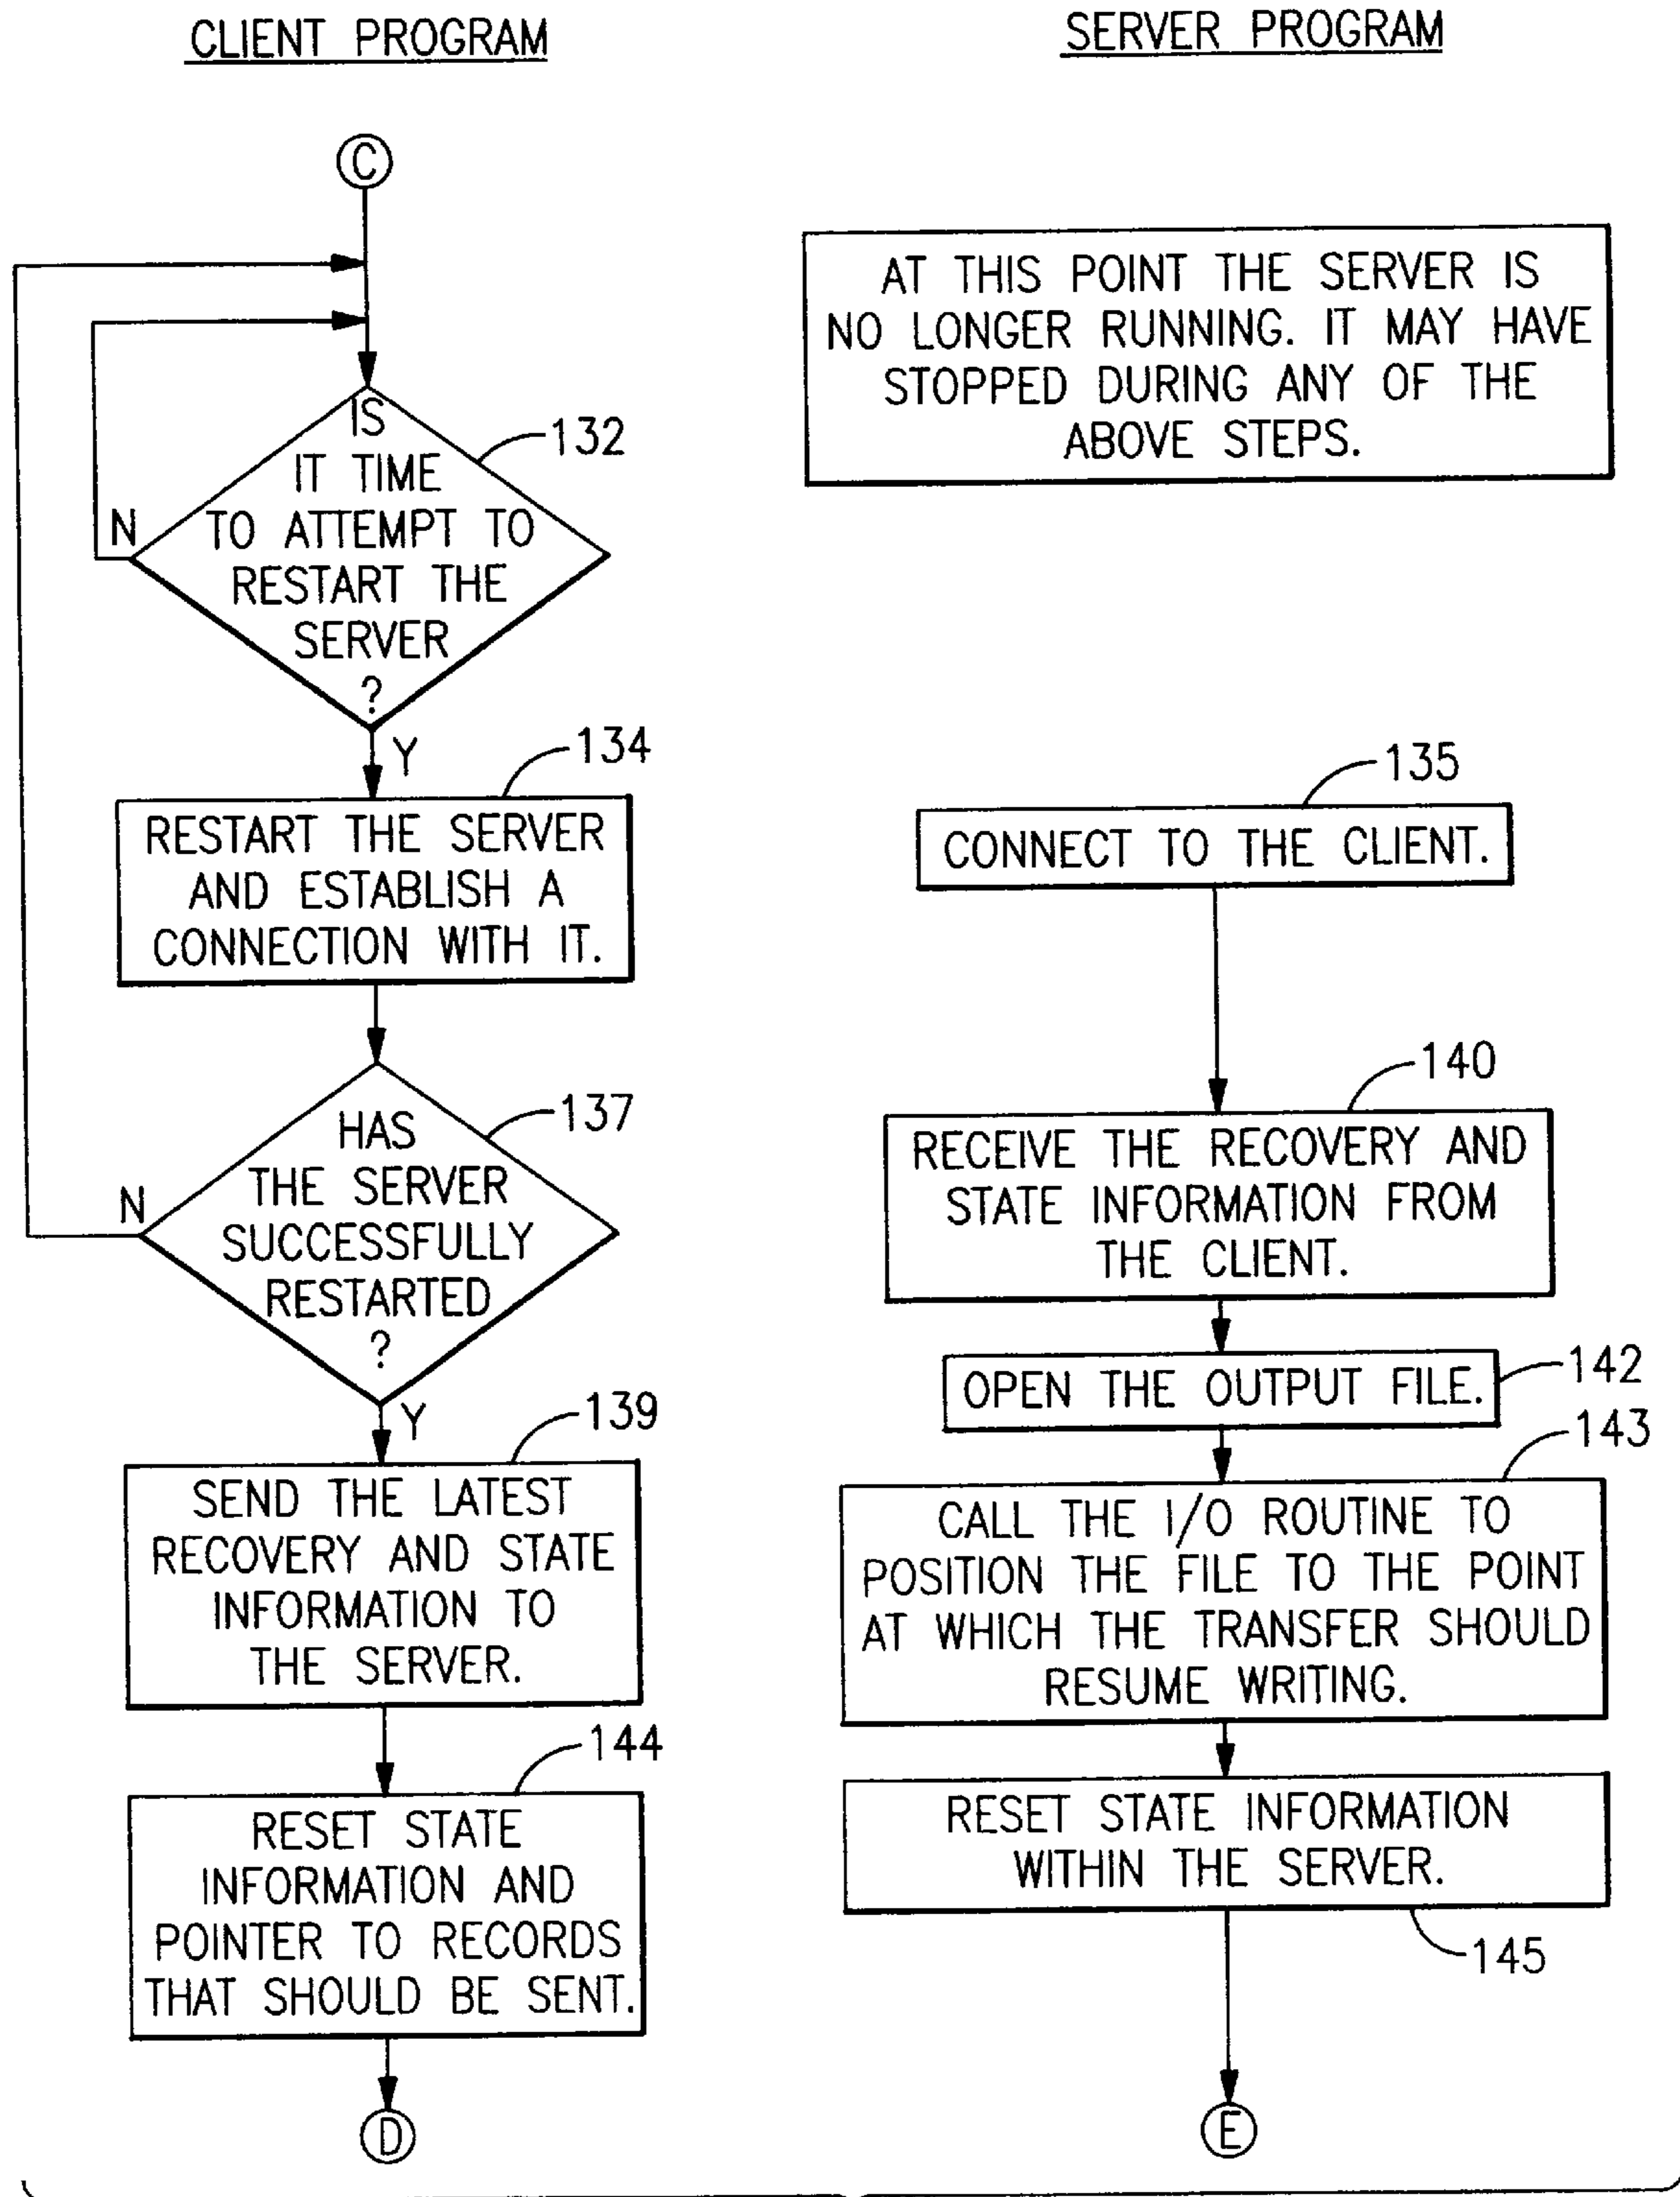 CLIENT PROGRAM
C
IS
IT TIME
TO ATTEMPT TO
RESTART THE
SERVER
?
132
N
Y
134
RESTART THE SERVER
AND ESTABLISH A
CONNECTION WITH IT.
137
HAS
THE SERVER
SUCCESSFULLY
RESTARTED
?
N
Y
139
SEND THE LATEST
RECOVERY AND STATE
INFORMATION TO
THE SERVER.
144
RESET STATE
INFORMATION AND
POINTER TO RECORDS
THAT SHOULD BE SENT.
D
SERVER PROGRAM
AT THIS POINT THE SERVER IS
NO LONGER RUNNING. IT MAY HAVE
STOPPED DURING ANY OF THE
ABOVE STEPS.
135
CONNECT TO THE CLIENT.
140
RECEIVE THE RECOVERY AND
STATE INFORMATION FROM
THE CLIENT.
OPEN THE OUTPUT FILE.
142
143
CALL THE I/O ROUTINE TO
POSITION THE FILE TO THE POINT
AT WHICH THE TRANSFER SHOULD
RESUME WRITING.
RESET STATE INFORMATION
WITHIN THE SERVER.
145
E